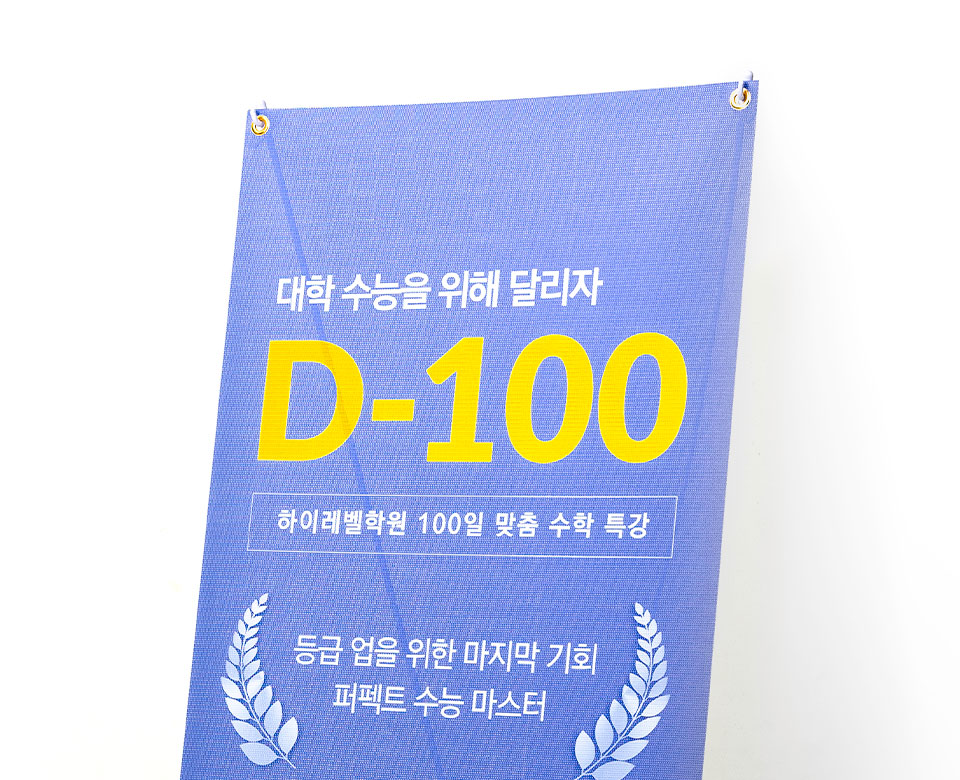 대학 수능을 위해 달리자
D-100
하이레벨학원 100일 맞춤 수학 특강
등급 업을 위한 마지막 기회
퍼펙트 수능 마스터